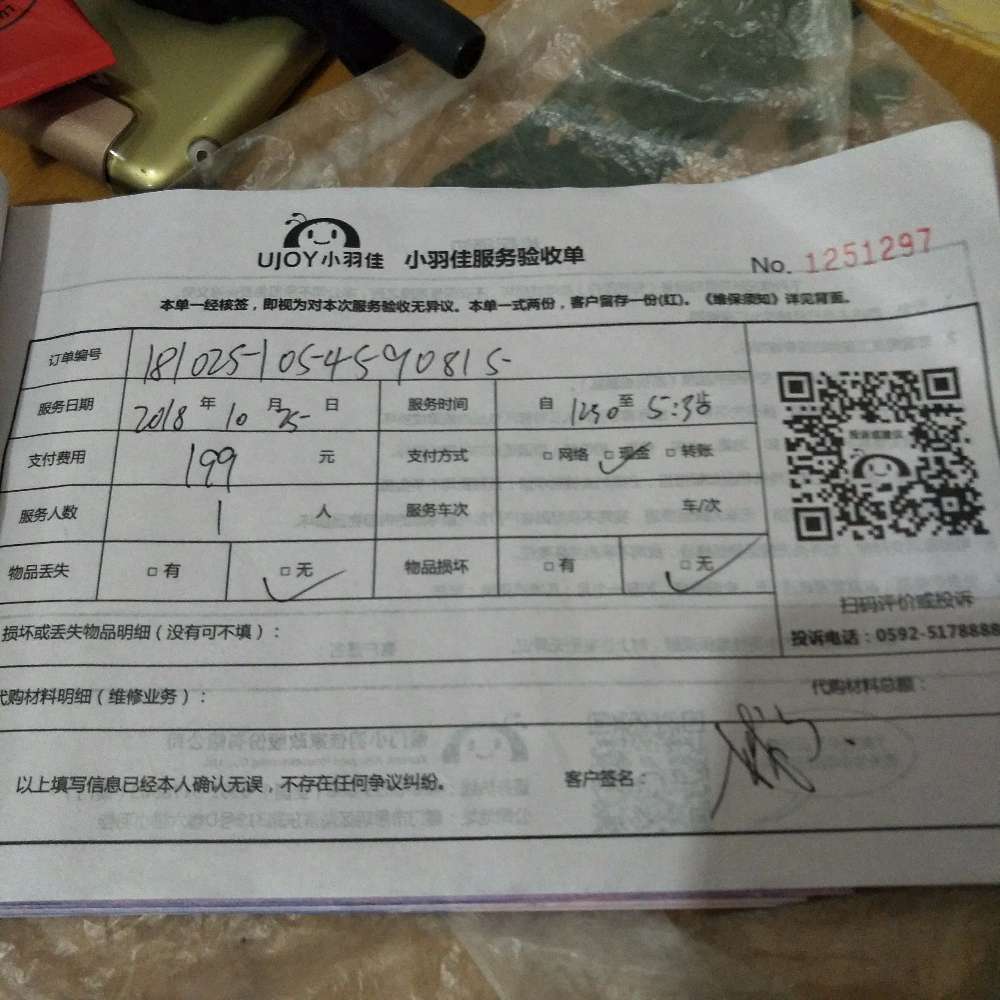 UJOY小羽佳 小羽佳服务验收单 No. 1251297
本单一经核签，即视为对本次服务验收无异议。本单一式两份，客户留存一份(红)。《维保须知》详见背面。
订单编号 1810251054590815
服务日期 2018 年 10 月 25 日 服务时间 自 1230 至 5:30 止
支付费用 199 元 支付方式 □网络 □现金 □转账
服务人数 1 人 服务车次 车/次
物品丢失 □有 □无 物品损坏 □有 □无
投诉或建议
扫码评价或投诉
投诉电话：0592-5178888
损坏或丢失物品明细（没有可不填）：
代购材料明细（维修业务）： 代购材料总额：
以上填写信息已经本人确认无误，不存在任何争议纠纷。 客户签名：